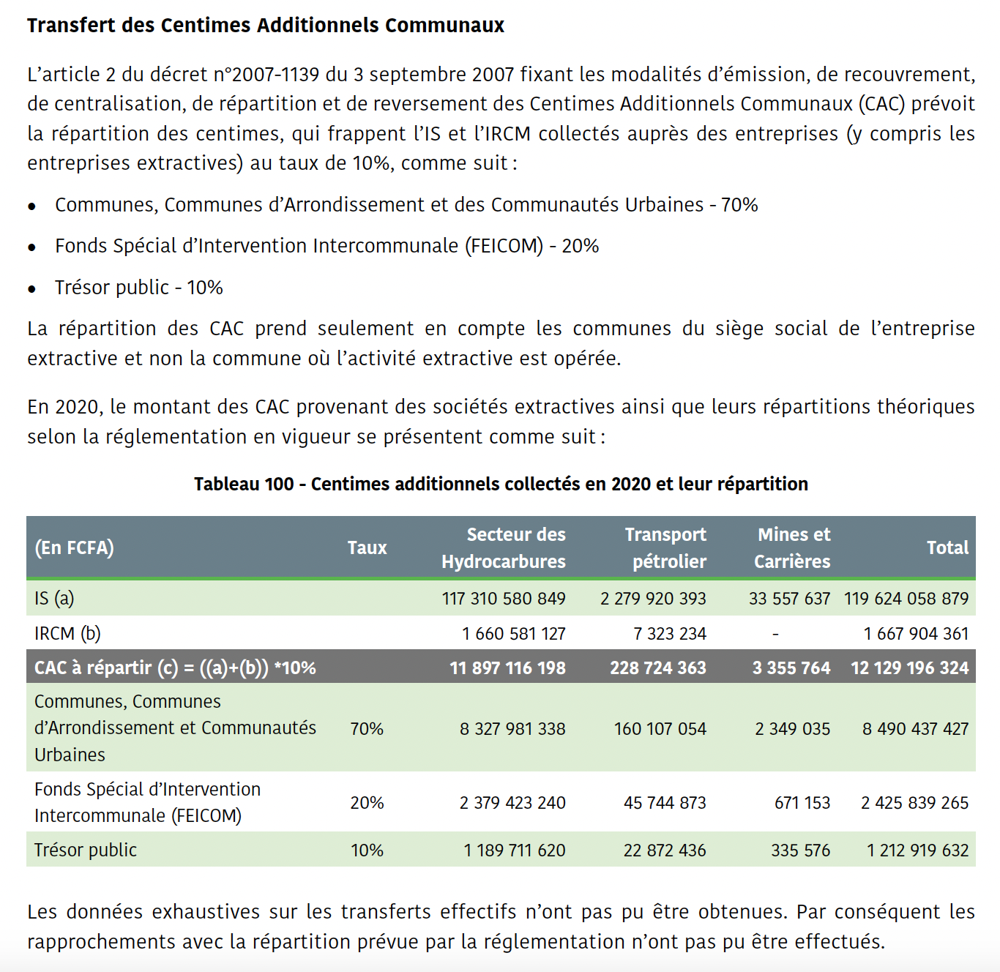 Transfert des Centimes Additionnels Communaux
L’article 2 du décret n°2007-1139 du 3 septembre 2007 fixant les modalités d’émission, de recouvrement,
de centralisation, de répartition et de reversement des Centimes Additionnels Communaux (CAC) prévoit
la répartition des centimes, qui frappent l’IS et l’IRCM collectés auprès des entreprises (y compris les
entreprises extractives) au taux de 10%, comme suit :
• Communes, Communes d’Arrondissement et des Communautés Urbaines - 70%
• Fonds Spécial d’Intervention Intercommunale (FEICOM) - 20%
• Trésor public - 10%
La répartition des CAC prend seulement en compte les communes du siège social de l’entreprise
extractive et non la commune où l’activité extractive est opérée.
En 2020, le montant des CAC provenant des sociétés extractives ainsi que leurs répartitions théoriques
selon la réglementation en vigueur se présentent comme suit :
Tableau 100 - Centimes additionnels collectés en 2020 et leur répartition
(En FCFA) Taux Secteur des Hydrocarbures Transport pétrolier Mines et Carrières Total
IS (a) 117 310 580 849 2 279 920 393 33 557 637 119 624 058 879
IRCM (b) 1 660 581 127 7 323 234 - 1 667 904 361
CAC à répartir (c) = ((a)+(b)) *10% 11 897 116 198 228 724 363 3 355 764 12 129 196 324
Communes, Communes
d’Arrondissement et Communautés 70% 8 327 981 338 160 107 054 2 349 035 8 490 437 427
Urbaines
Fonds Spécial d’Intervention
Intercommunale (FEICOM) 20% 2 379 423 240 45 744 873 671 153 2 425 839 265
Trésor public 10% 1 189 711 620 22 872 436 335 576 1 212 919 632
Les données exhaustives sur les transferts effectifs n’ont pas pu être obtenues. Par conséquent les
rapprochements avec la répartition prévue par la réglementation n’ont pas pu être effectués.